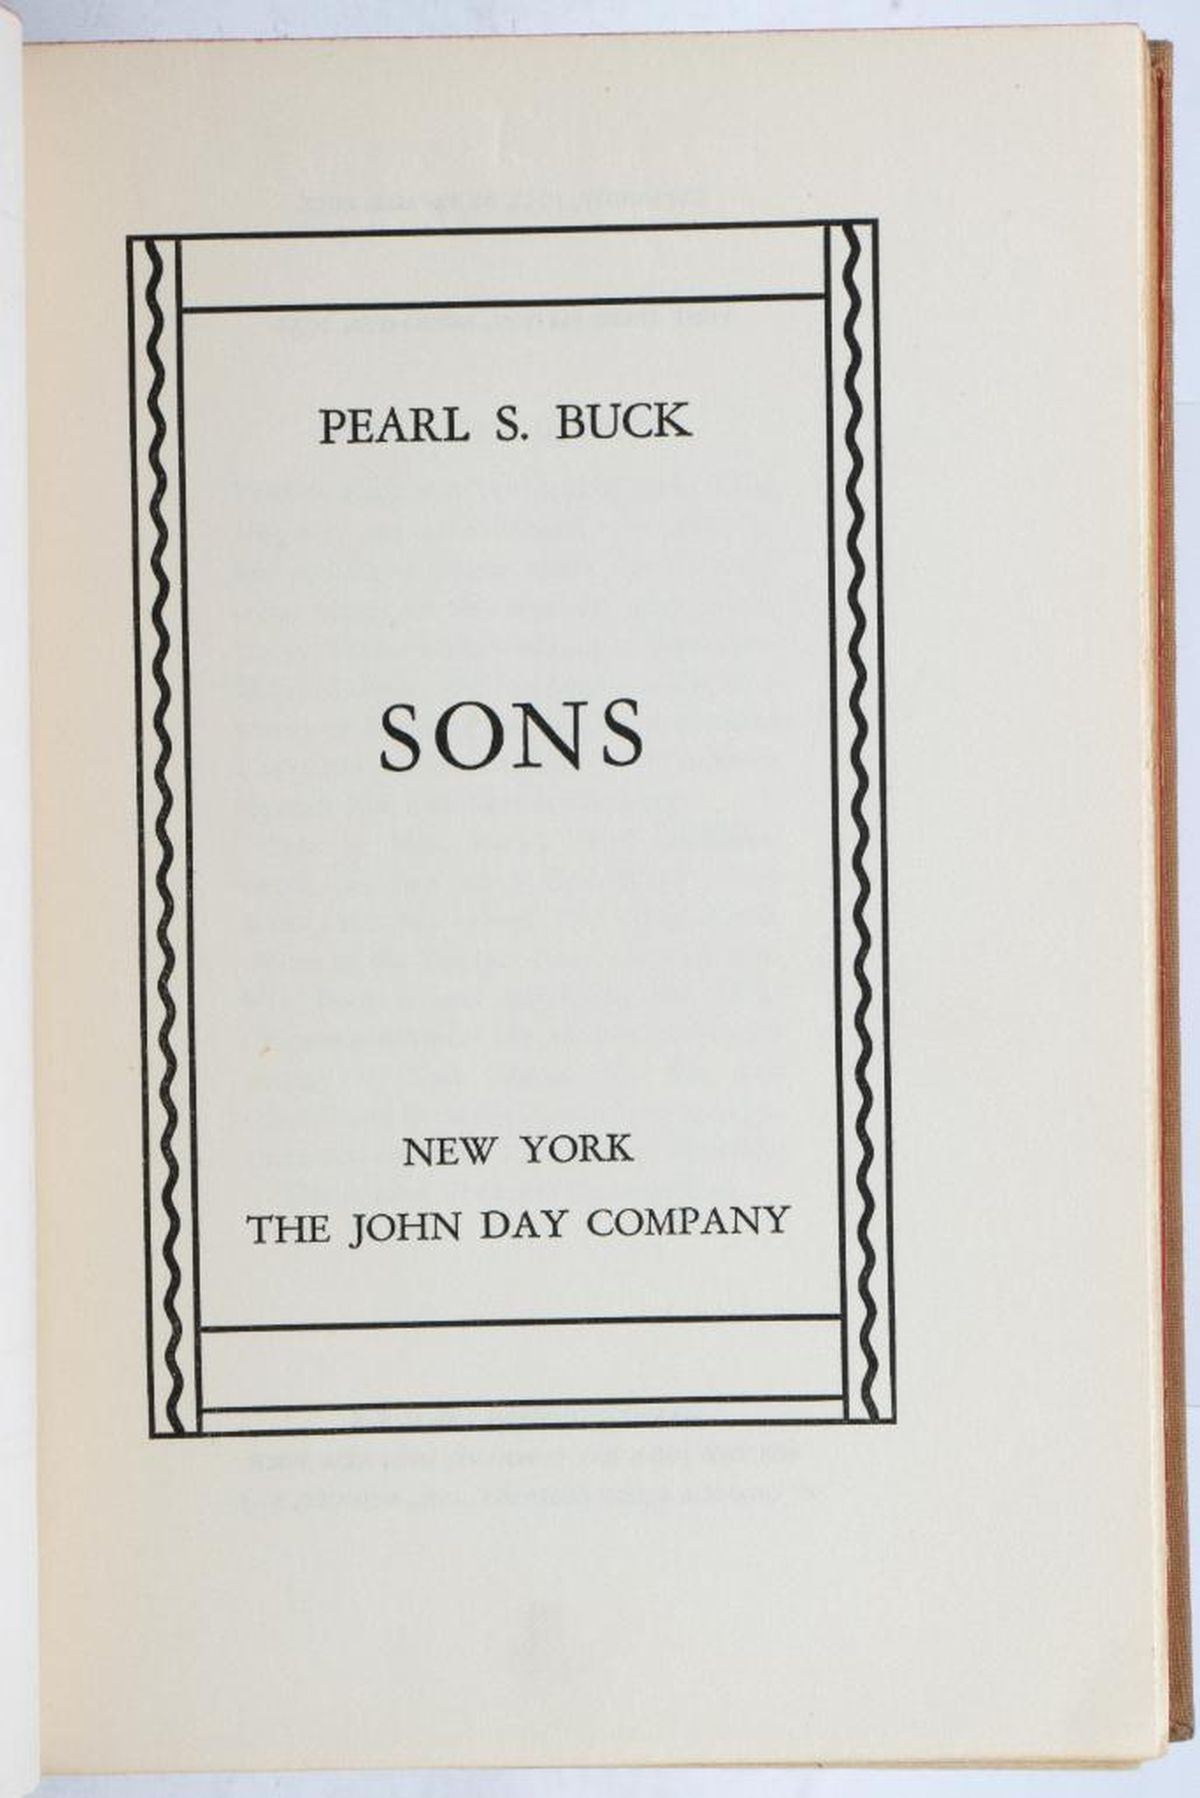 PEARL S. BUCK
SONS
NEW YORK
THE JOHN DAY COMPANY